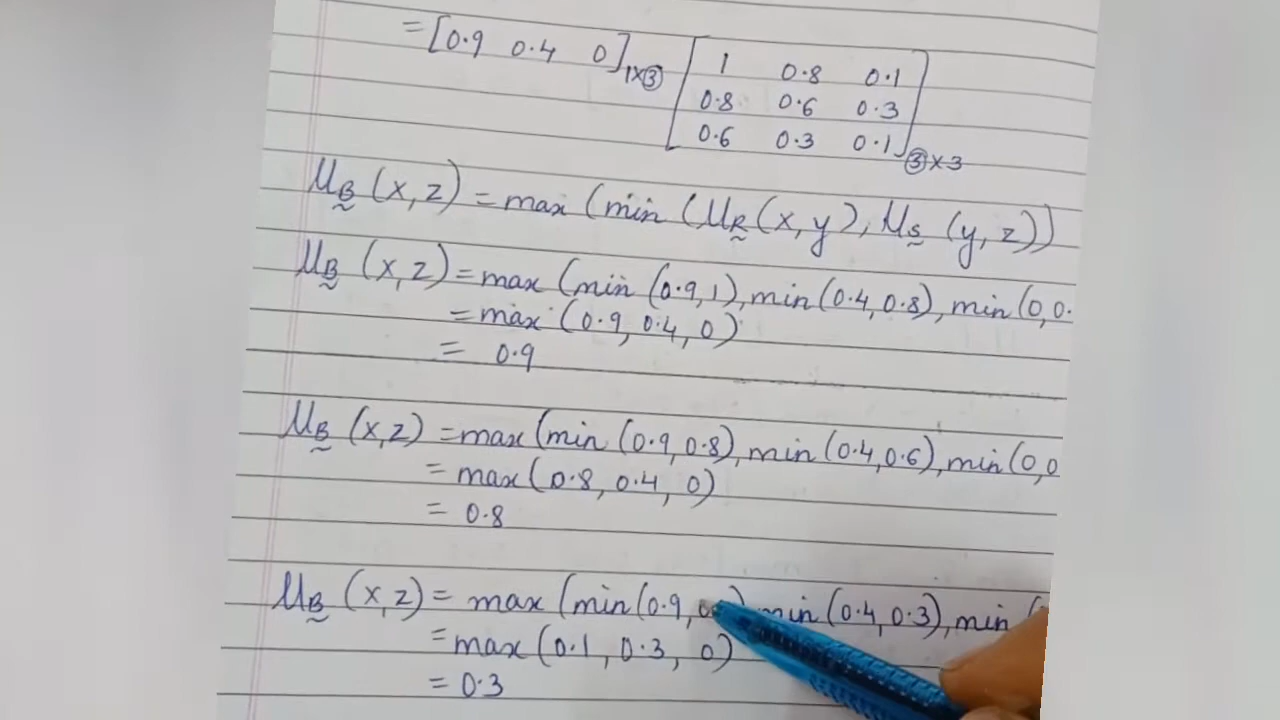 = [0.9 0.4 0]1×3 [1 0.8 0.1
0.8 0.6 0.3
0.6 0.3 0.1]3×3
μB̰ (x,z) = max (min (μR̰ (x,y), μS̰ (y,z))
μB̰ (x,z) = max (min (0.9,1), min(0.4,0.8), min(0,0.
= max (0.9, 0.4, 0)
= 0.9
μB̰ (x,z) = max(min (0.9,0.8), min(0.4,0.6), min(0,0
= max(0.8, 0.4, 0)
= 0.8
μB̰ (x,z) = max (min(0.9, 0. ) min(0.4,0.3), min (
= max (0.1, 0.3, 0)
= 0.3